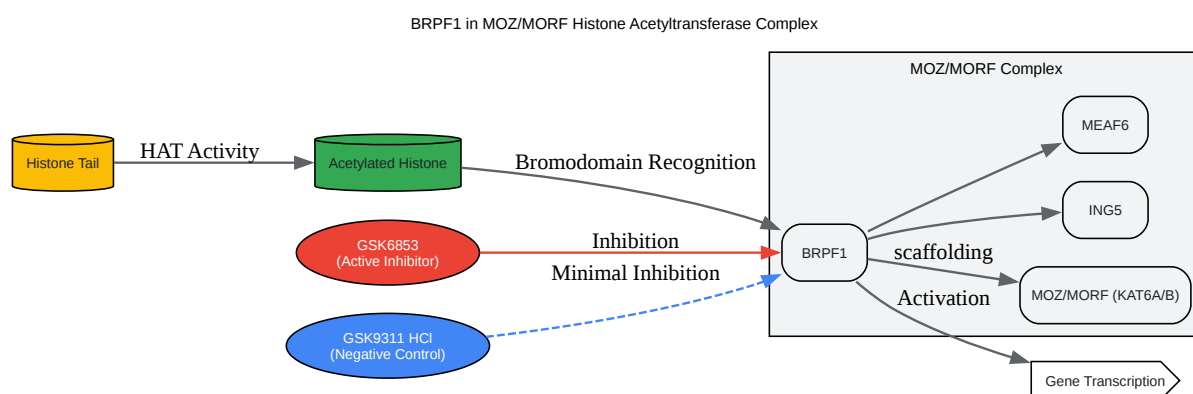 BRPF1 in MOZ/MORF Histone Acetyltransferase Complex
MOZ/MORF Complex
MEAF6
Histone Tail
HAT Activity
Acetylated Histone
Bromodomain Recognition
ING5
GSK6853
(Active Inhibitor)
Inhibition
BRPF1
scaffolding
Minimal Inhibition
MOZ/MORF (KAT6A/B)
Activation
GSK9311 HCl
(Negative Control)
Gene Transcription